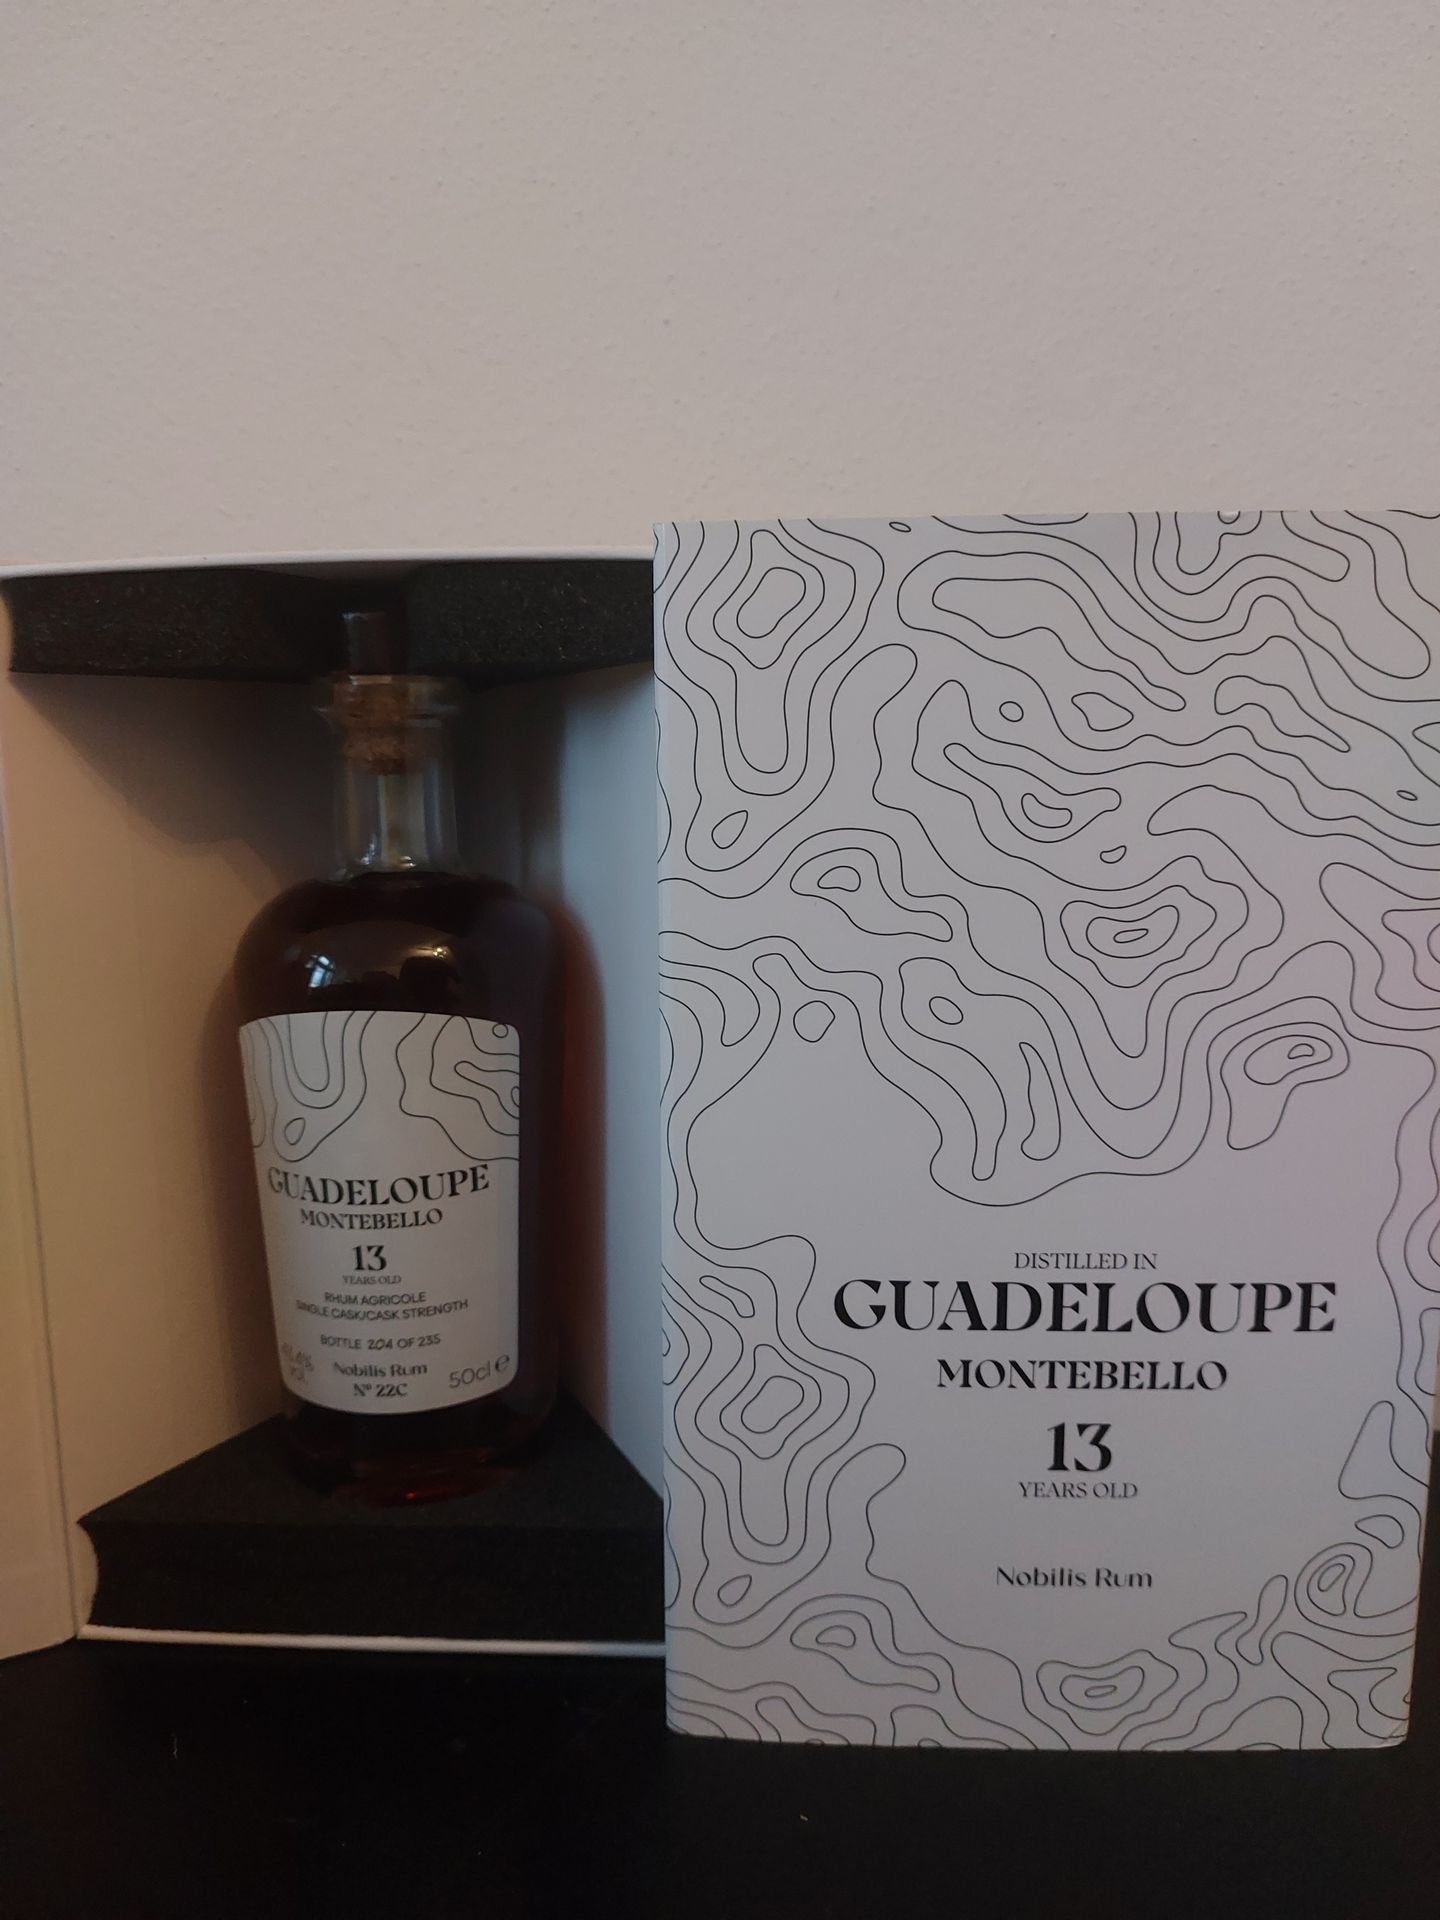 GUADELOUPE
MONTEBELLO
13
YEARS OLD
RHUM AGRICOLE
SINGLE CASK/CASK STRENGTH
BOTTLE 204 OF 235
Nobilis Rum
Nº 22C
VOL.
50cl e
DISTILLED IN
GUADELOUPE
MONTEBELLO
13
YEARS OLD
Nobilis Rum